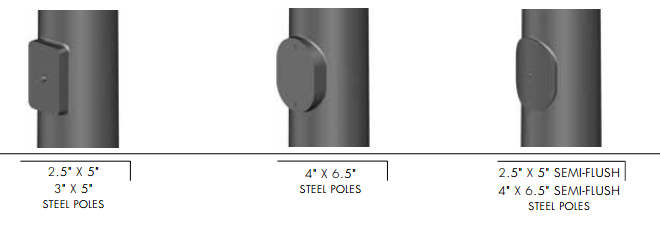 2.5" X 5"
3" X 5"
STEEL POLES
4" X 6.5"
STEEL POLES
2.5" X 5" SEMI-FLUSH
4" X 6.5" SEMI-FLUSH
STEEL POLES